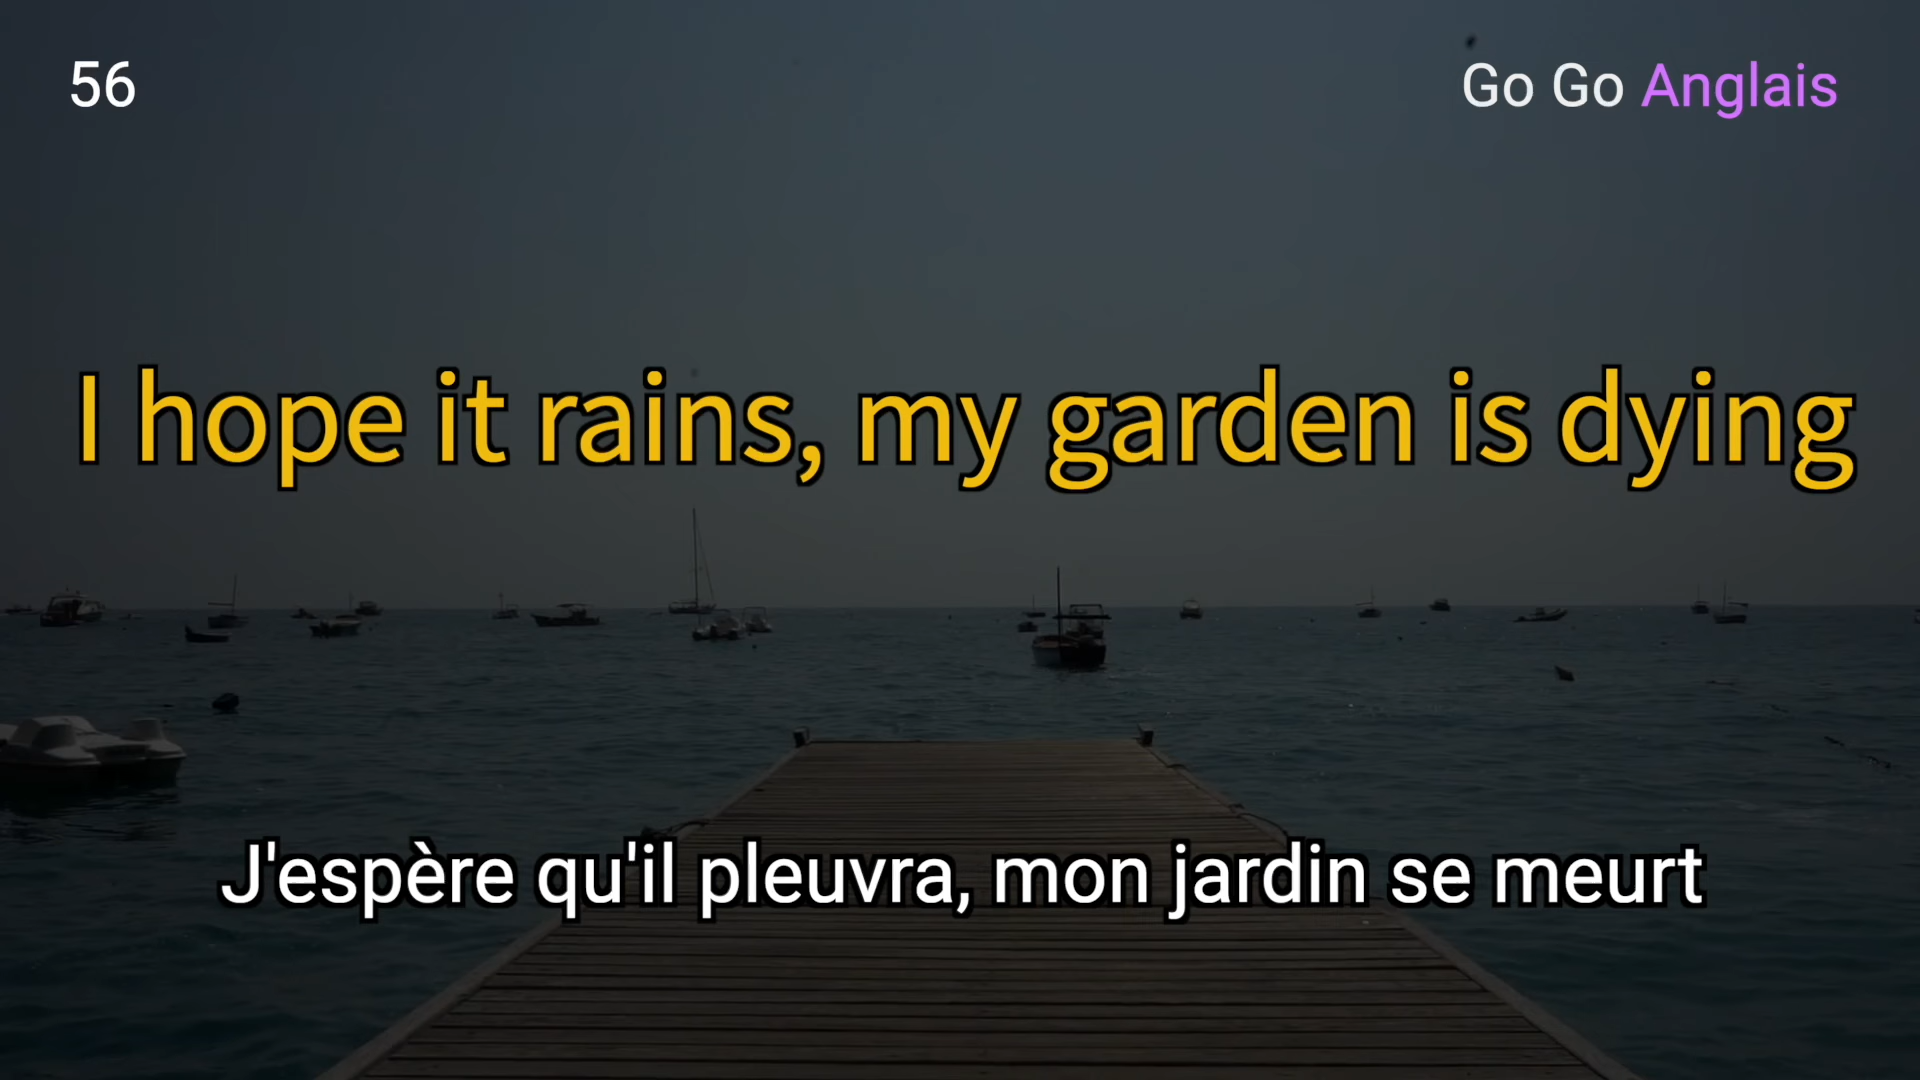 56
Go Go Anglais
I hope it rains, my garden is dying
J'espère qu'il pleuvra, mon jardin se meurt